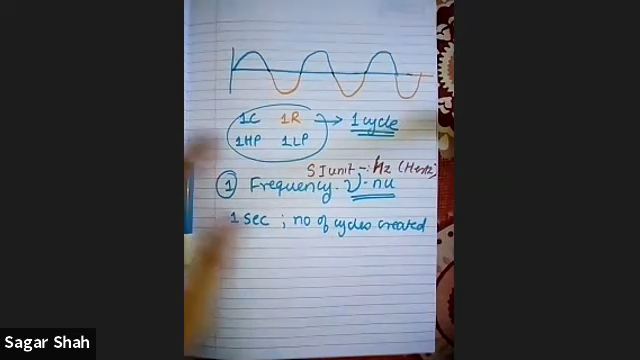 1C 1R → 1 cycle
1HP 1LP
SI unit -: hz (Hertz)
① Frequency. ν - nu
1 sec ; no of cycles created
Sagar Shah